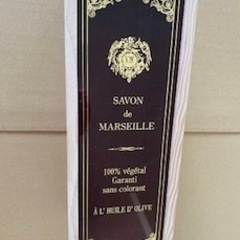 SAVON
de
MARSEILLE
100% végétal
Garanti
sans colorant
À L'HUILE D'OLIVE